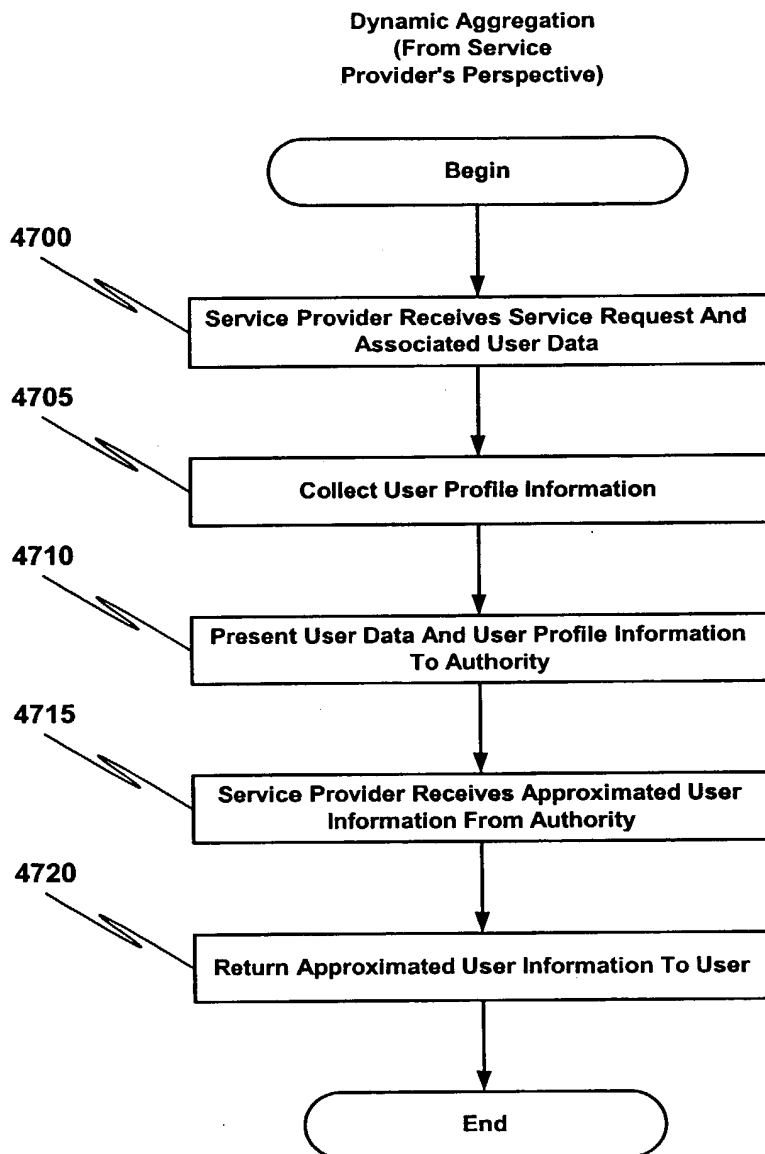 Dynamic Aggregation
(From Service
Provider's Perspective)
Begin
4700
Service Provider Receives Service Request And
Associated User Data
4705
Collect User Profile Information
4710
Present User Data And User Profile Information
To Authority
4715
Service Provider Receives Approximated User
Information From Authority
4720
Return Approximated User Information To User
End